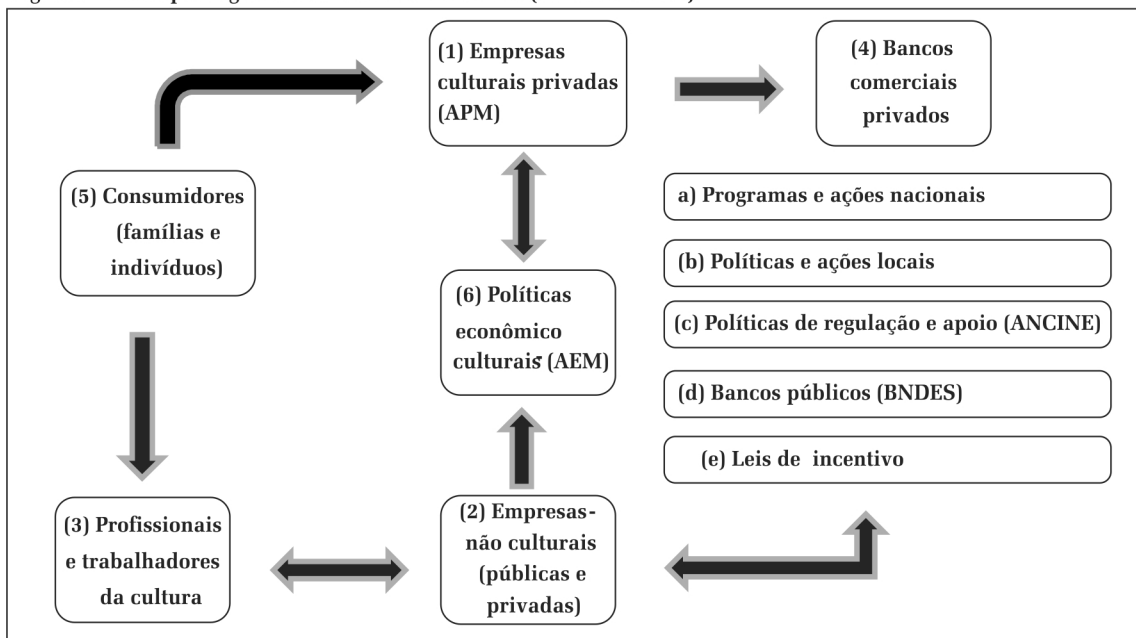 (1) Empresas
culturais privadas
(APM)
(4) Bancos
comerciais
privados
(5) Consumidores
(famílias e
indivíduos)
a) Programas e ações nacionais
(b) Políticas e ações locais
(6) Políticas
econômico
culturais (AEM)
(c) Políticas de regulação e apoio (ANCINE)
(d) Bancos públicos (BNDES)
(e) Leis de incentivo
(3) Profissionais
e trabalhadores
da cultura
(2) Empresas-
não culturais
(públicas e
privadas)